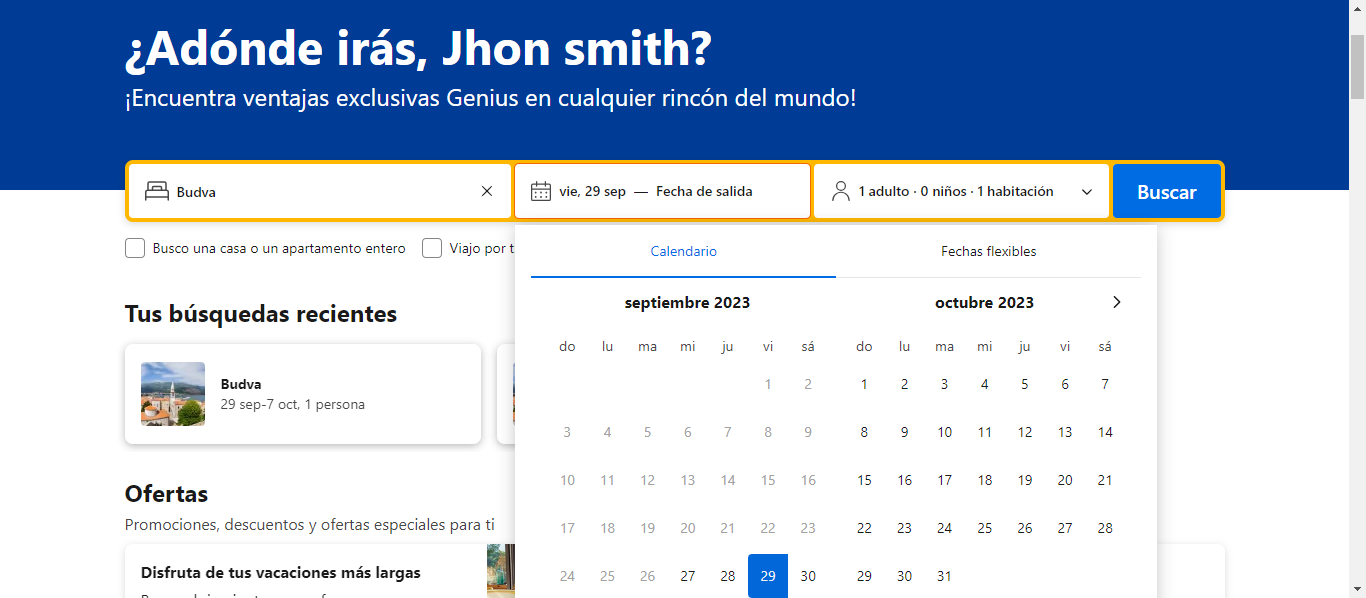 ¿Adónde irás, Jhon smith?
¡Encuentra ventajas exclusivas Genius en cualquier rincón del mundo!
Budva
vie, 29 sep — Fecha de salida
1 adulto · 0 niños · 1 habitación
Buscar
Busco una casa o un apartamento entero
Viajo por t
Calendario
Fechas flexibles
septiembre 2023
do lu ma mi ju vi sá
1 2
3 4 5 6 7 8 9
10 11 12 13 14 15 16
17 18 19 20 21 22 23
24 25 26 27 28 29 30
octubre 2023
do lu ma mi ju vi sá
1 2 3 4 5 6 7
8 9 10 11 12 13 14
15 16 17 18 19 20 21
22 23 24 25 26 27 28
29 30 31
Tus búsquedas recientes
Budva
29 sep-7 oct, 1 persona
Ofertas
Promociones, descuentos y ofertas especiales para ti
Disfruta de tus vacaciones más largas